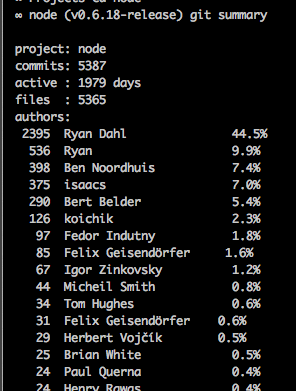 ∞ node (v0.6.18-release) git summary
project: node
commits: 5387
active : 1979 days
files  : 5365
authors:
2395 Ryan Dahl 44.5%
536 Ryan 9.9%
398 Ben Noordhuis 7.4%
375 isaacs 7.0%
290 Bert Belder 5.4%
126 koichik 2.3%
97 Fedor Indutny 1.8%
85 Felix Geisendörfer 1.6%
67 Igor Zinkovsky 1.2%
44 Micheil Smith 0.8%
34 Tom Hughes 0.6%
31 Felix Geisendörfer 0.6%
29 Herbert Vojčík 0.5%
25 Brian White 0.5%
24 Paul Querna 0.4%
24 Henry Rawas 0.4%